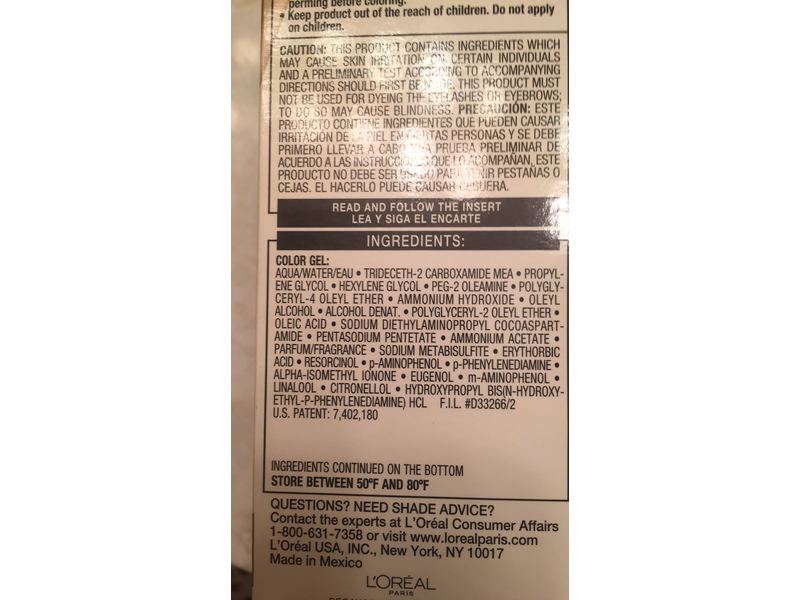 perming before coloring.
• Keep product out of the reach of children. Do not apply
on children.
CAUTION: THIS PRODUCT CONTAINS INGREDIENTS WHICH
MAY CAUSE SKIN IRRITATION ON CERTAIN INDIVIDUALS
AND A PRELIMINARY TEST ACCORDING TO ACCOMPANYING
DIRECTIONS SHOULD FIRST BE MADE. THIS PRODUCT MUST
NOT BE USED FOR DYEING THE EYELASHES OR EYEBROWS;
TO DO SO MAY CAUSE BLINDNESS. PRECAUCIÓN: ESTE
PRODUCTO CONTIENE INGREDIENTES QUE PUEDEN CAUSAR
IRRITACIÓN DE LA PIEL EN CIERTAS PERSONAS Y SE DEBE
PRIMERO LLEVAR A CABO UNA PRUEBA PRELIMINAR DE
ACUERDO A LAS INSTRUCCIONES QUE LO ACOMPAÑAN. ESTE
PRODUCTO NO DEBE SER USADO PARA TEÑIR PESTAÑAS O
CEJAS. EL HACERLO PUEDE CAUSAR CEGUERA.
READ AND FOLLOW THE INSERT
LEA Y SIGA EL ENCARTE
INGREDIENTS:
COLOR GEL:
AQUA/WATER/EAU • TRIDECETH-2 CARBOXAMIDE MEA • PROPYL-
ENE GLYCOL • HEXYLENE GLYCOL • PEG-2 OLEAMINE • POLYGLY-
CERYL-4 OLEYL ETHER • AMMONIUM HYDROXIDE • OLEYL
ALCOHOL • ALCOHOL DENAT. • POLYGLYCERYL-2 OLEYL ETHER •
OLEIC ACID • SODIUM DIETHYLAMINOPROPYL COCOASPART-
AMIDE • PENTASODIUM PENTETATE • AMMONIUM ACETATE •
PARFUM/FRAGRANCE • SODIUM METABISULFITE • ERYTHORBIC
ACID • RESORCINOL • p-AMINOPHENOL • p-PHENYLENEDIAMINE •
ALPHA-ISOMETHYL IONONE • EUGENOL • m-AMINOPHENOL •
LINALOOL • CITRONELLOL • HYDROXYPROPYL BIS(N-HYDROXY-
ETHYL-P-PHENYLENEDIAMINE) HCL F.I.L. #D33266/2
U.S. PATENT: 7,402,180
INGREDIENTS CONTINUED ON THE BOTTOM
STORE BETWEEN 50°F AND 80°F
QUESTIONS? NEED SHADE ADVICE?
Contact the experts at L'Oréal Consumer Affairs
1-800-631-7358 or visit www.lorealparis.com
L'Oréal USA, INC., New York, NY 10017
Made in Mexico
L'ORÉAL
PARIS